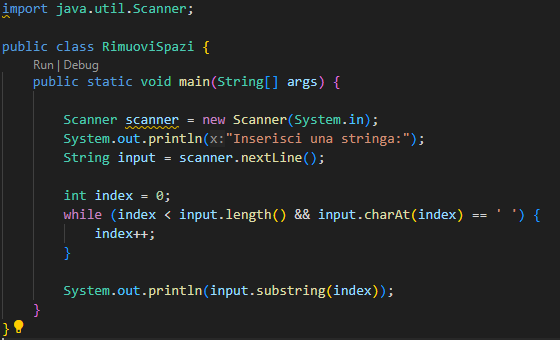 import java.util.Scanner;
public class RimuoviSpazi {
Run | Debug
public static void main(String[] args) {
Scanner scanner = new Scanner(System.in);
System.out.println(x:"Inserisci una stringa:");
String input = scanner.nextLine();
int index = 0;
while (index < input.length() && input.charAt(index) == ' ') {
index++;
}
System.out.println(input.substring(index));
}
}